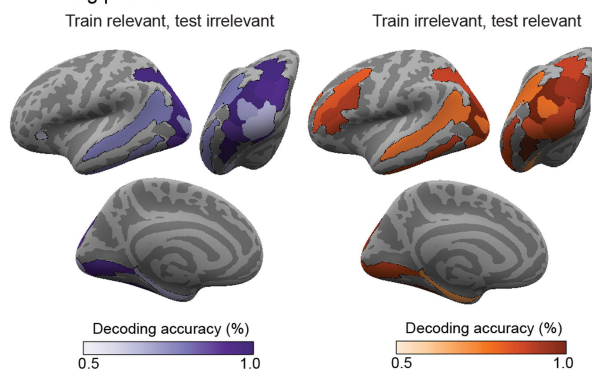 Train relevant, test irrelevant
Train irrelevant, test relevant
Decoding accuracy (%)
0.5 1.0
Decoding accuracy (%)
0.5 1.0